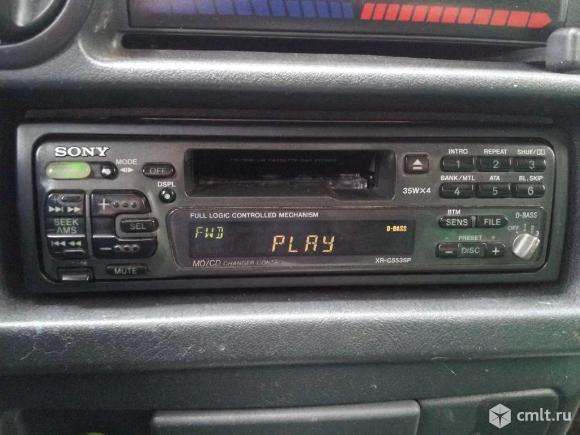 SONY
MODE
OFF
DSPL
SEEK
AMS
SEL
MUTE
35W×4
INTRO REPEAT SHUF
1 2 3
BANK/MTL ATA BL.SKIP
4 5 6
FULL LOGIC CONTROLLED MECHANISM
FWD PLAY D-BASS
MD/CD CHANGER CONTROL
XR-C5535P
BTM
SENS FILE
D-BASS
OFF
PRESET
- DISC +
cmlt.ru